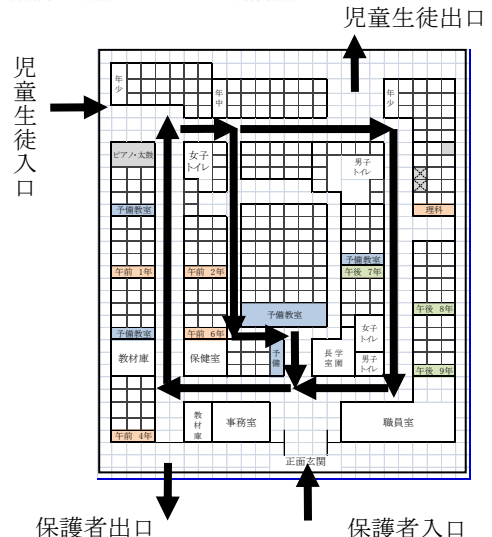 児童生徒出口
児童生徒入口
年少
年中
年少
ピアノ・太鼓
女子トイレ
男子トイレ
予備教室
理科
予備教室
午前 1年
午前 2年
午後 7年
予備教室
午後 8年
予備教室
午前 6年
女子トイレ
教材庫
保健室
予備
学園長室
男子トイレ
午後 9年
教材庫
事務室
職員室
午前 4年
正面玄関
保護者出口
保護者入口